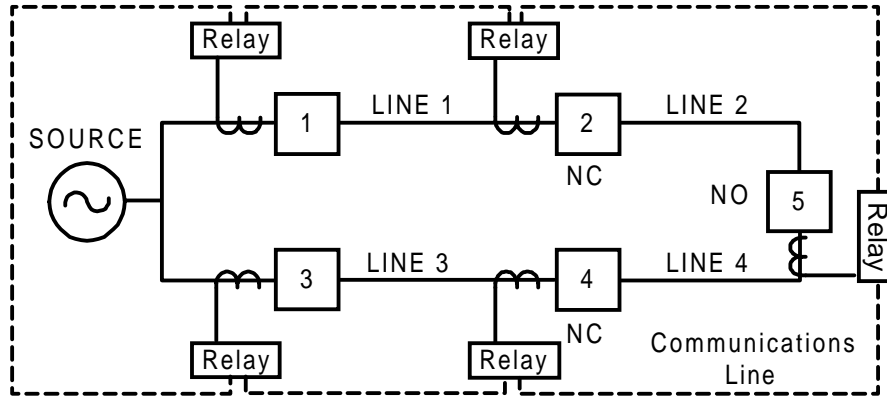 Relay
Relay
1
LINE 1
2
LINE 2
SOURCE
NC
NO
5
Relay
3
LINE 3
4
LINE 4
NC
Relay
Relay
Communications
Line